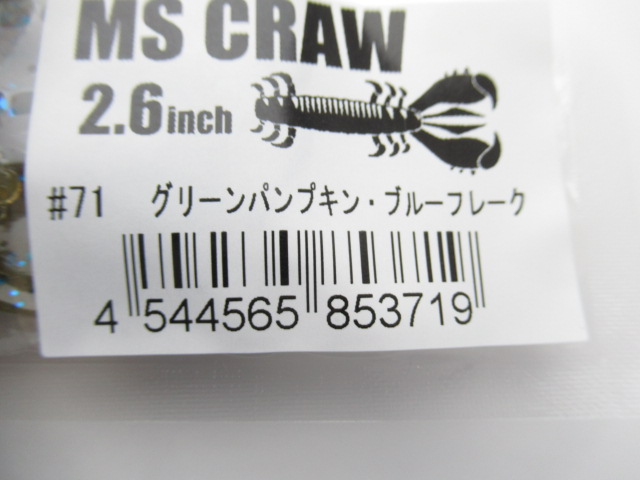 MS CRAW
2.6inch
#71 グリーンパンプキン・ブルーフレーク
4 544565 853719